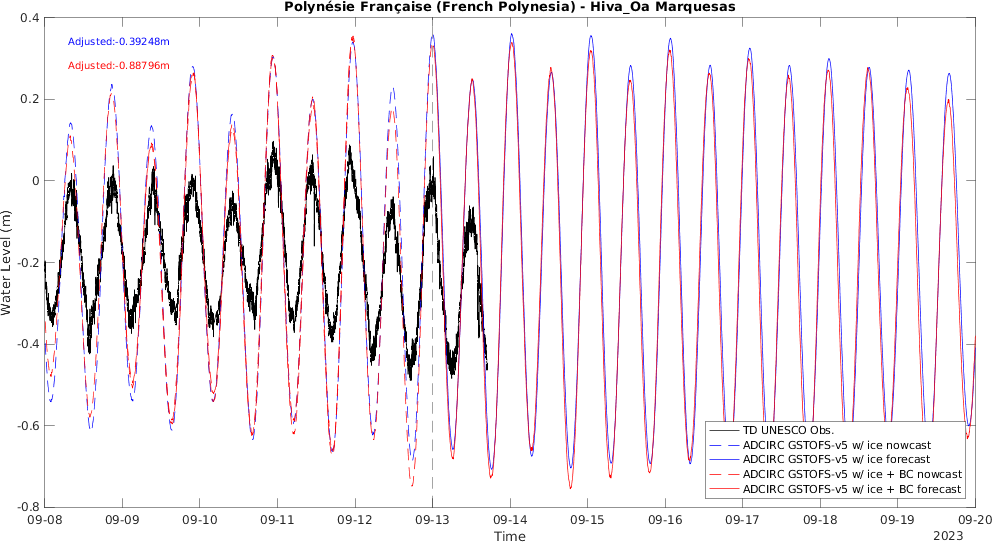 Polynésie Française (French Polynesia) - Hiva_Oa Marquesas
Adjusted:-0.39248m
Adjusted:-0.88796m
Water Level (m)
0.4
0.2
0
-0.2
-0.4
-0.6
-0.8
TD UNESCO Obs.
ADCIRC GSTOFS-v5 w/ ice nowcast
ADCIRC GSTOFS-v5 w/ ice forecast
ADCIRC GSTOFS-v5 w/ ice + BC nowcast
ADCIRC GSTOFS-v5 w/ ice + BC forecast
09-08 09-09 09-10 09-11 09-12 09-13 09-14 09-15 09-16 09-17 09-18 09-19 09-20
Time
2023